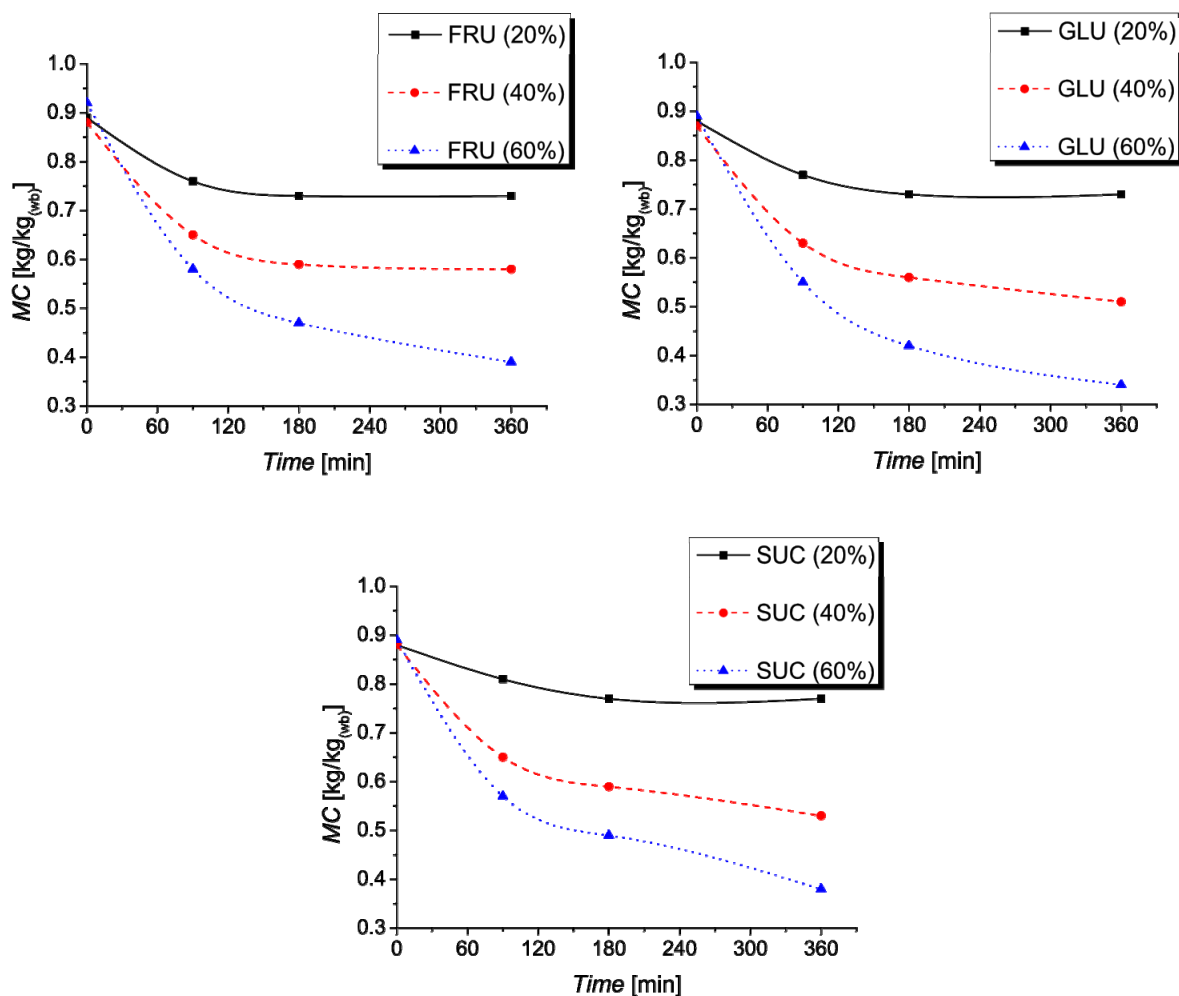 FRU (20%)
FRU (40%)
FRU (60%)
1.0
0.9
0.8
0.7
0.6
0.5
0.4
0.3
MC [kg/kg(wb)]
0 60 120 180 240 300 360
Time [min]
GLU (20%)
GLU (40%)
GLU (60%)
1.0
0.9
0.8
0.7
0.6
0.5
0.4
0.3
MC [kg/kg(wb)]
0 60 120 180 240 300 360
Time [min]
SUC (20%)
SUC (40%)
SUC (60%)
1.0
0.9
0.8
0.7
0.6
0.5
0.4
0.3
MC [kg/kg(wb)]
0 60 120 180 240 300 360
Time [min]